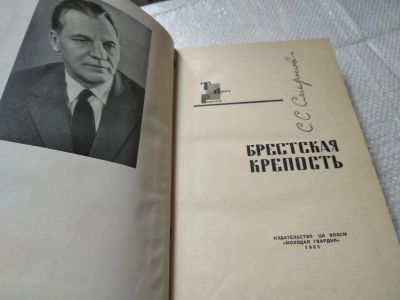 С. С. Смирнов
БРЕСТСКАЯ
КРЕПОСТЬ
ИЗДАТЕЛЬСТВО ЦК ВЛКСМ
«МОЛОДАЯ ГВАРДИЯ»
1965